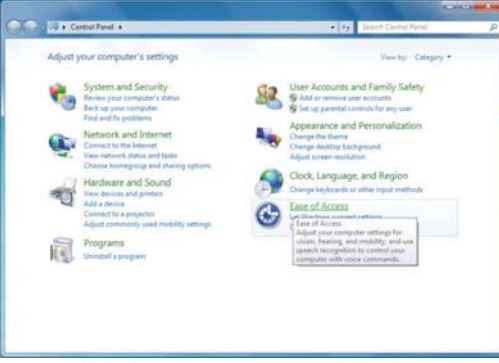 Control Panel
Search Control Panel
Adjust your computer's settings
View by: Category
System and Security
Review your computer's status
Back up your computer
Find and fix problems
Network and Internet
Connect to the Internet
View network status and tasks
Choose homegroup and sharing options
Hardware and Sound
View devices and printers
Add a device
Connect to a projector
Adjust commonly used mobility settings
Programs
Uninstall a program
User Accounts and Family Safety
Add or remove user accounts
Set up parental controls for any user
Appearance and Personalization
Change the theme
Change desktop background
Adjust screen resolution
Clock, Language, and Region
Change keyboards or other input methods
Ease of Access
Ease of Access
Adjust your computer settings for
vision, hearing, and mobility, and use
speech recognition to control your
computer with voice commands.